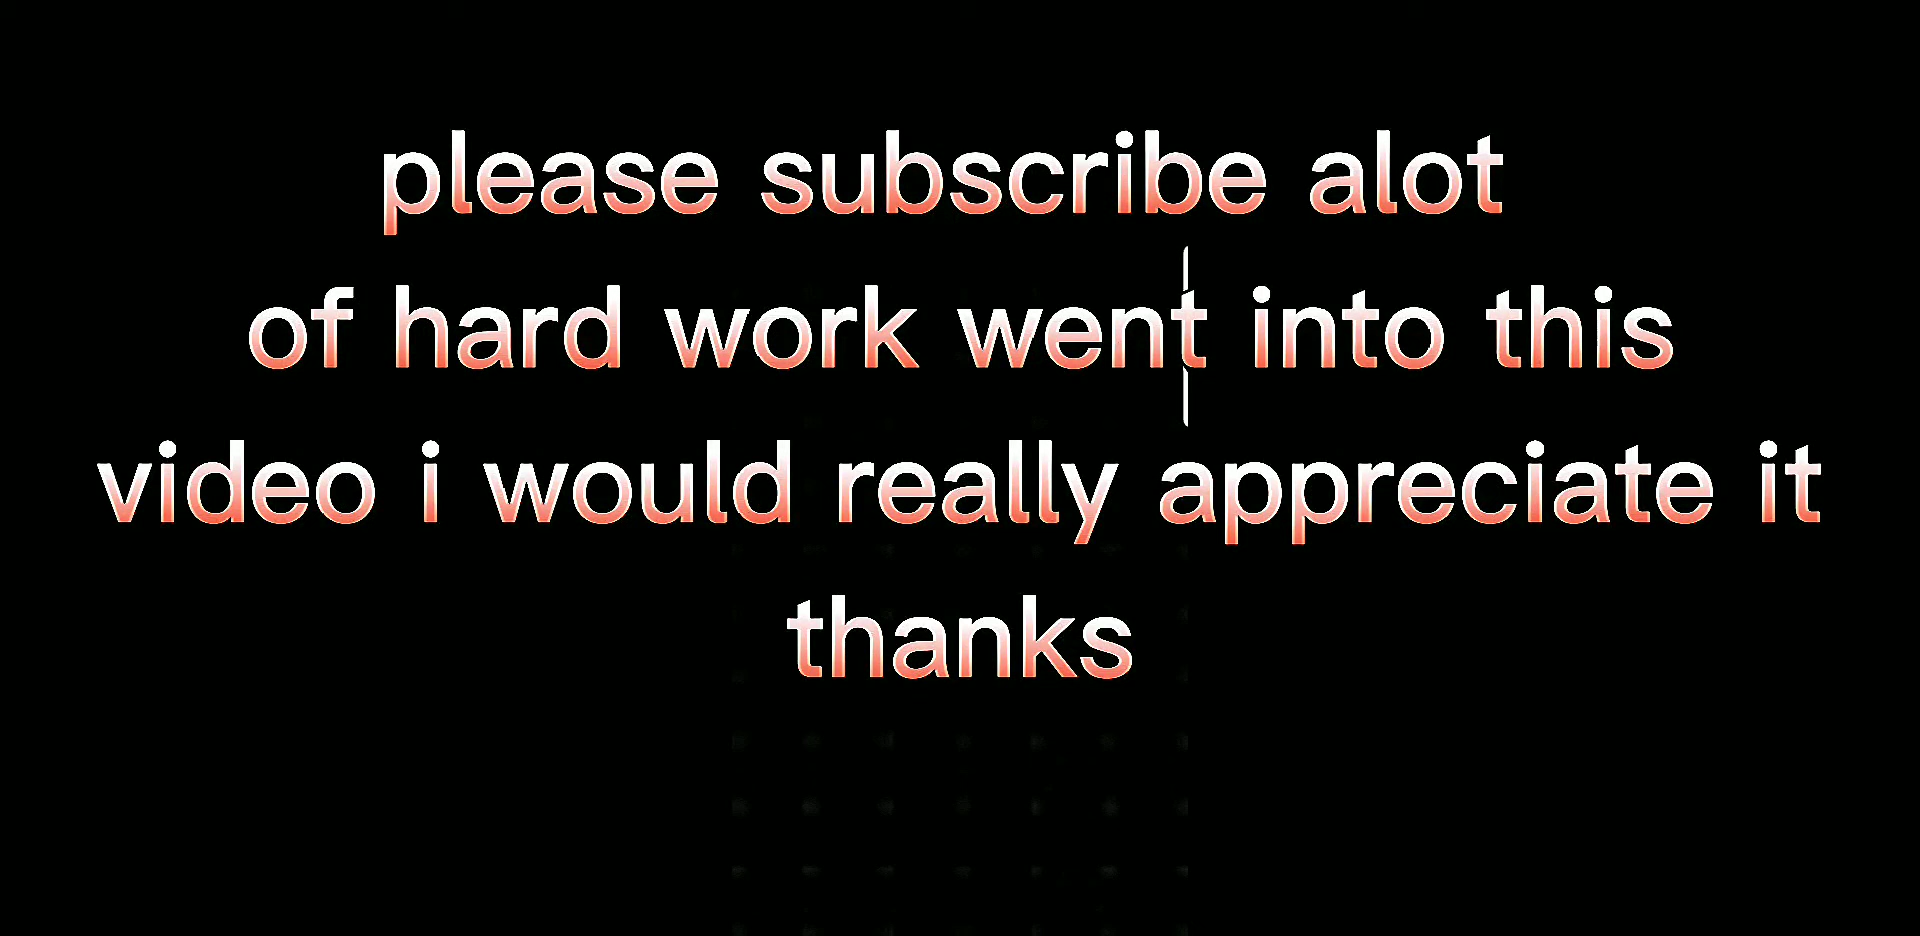 please subscribe alot
of hard work went into this
video i would really appreciate it
thanks